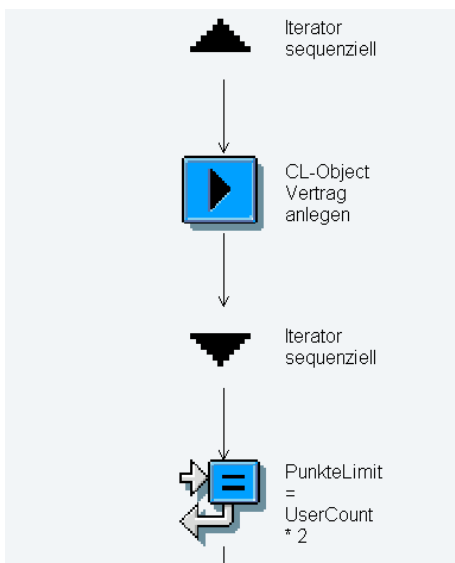 Iterator
sequenziell
CL-Object
Vertrag
anlegen
Iterator
sequenziell
PunkteLimit
=
UserCount
* 2